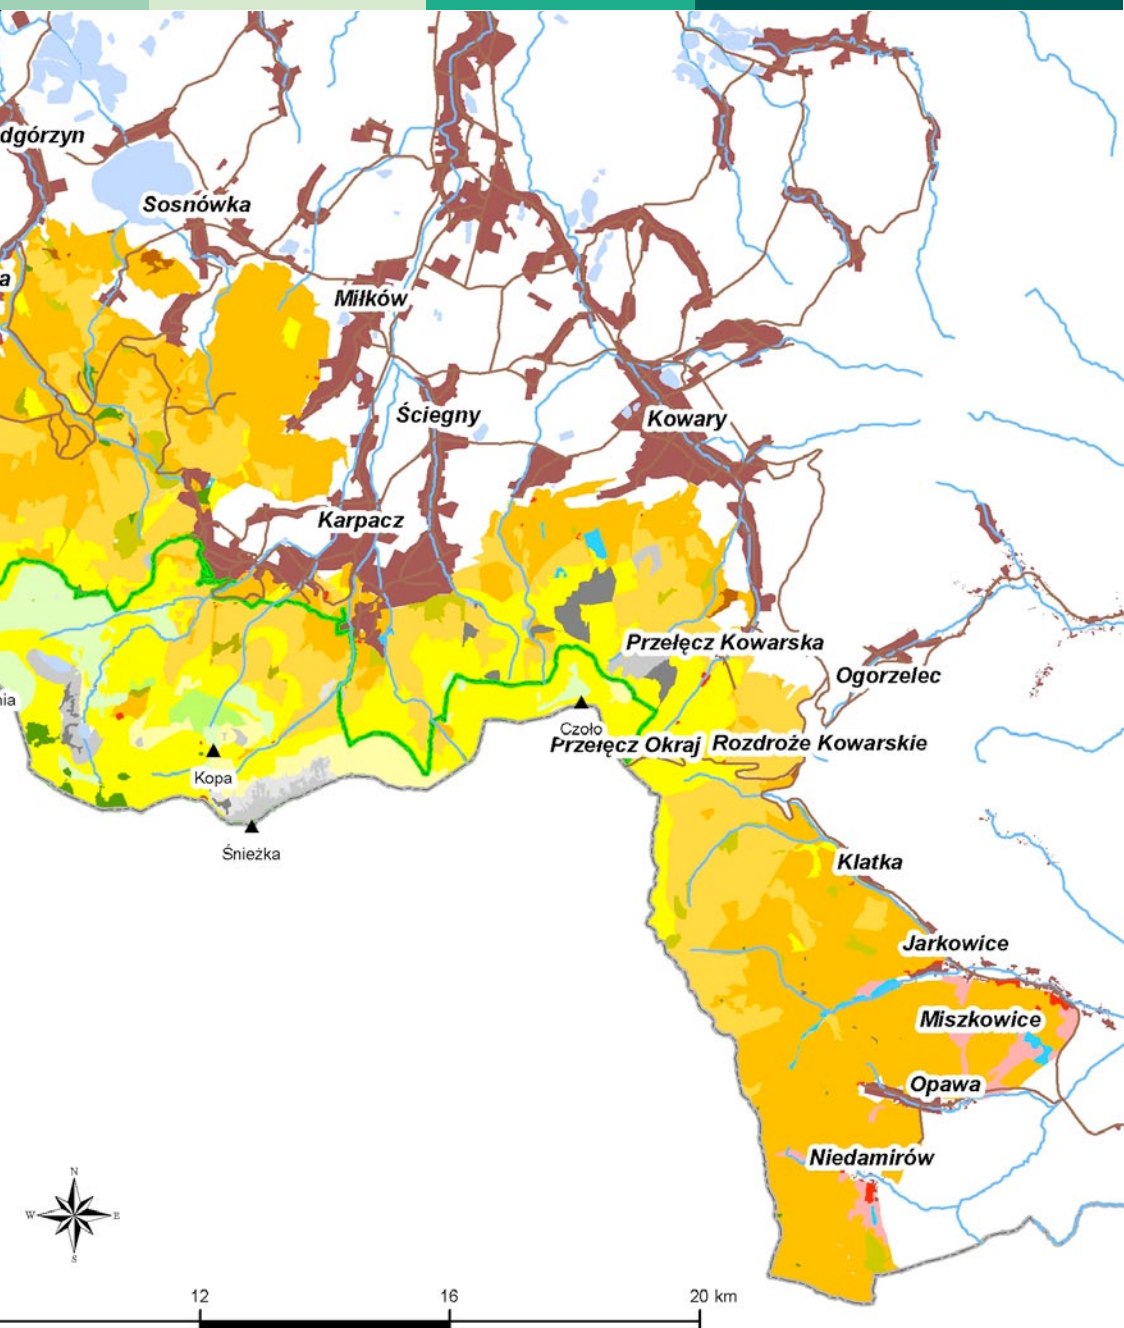 dgórzyn
Sosnówka
a
Miłków
Ściegny
Kowary
Karpacz
Przełęcz Kowarska
Ogorzelec
nia
Czoło
Przełęcz Okraj
Rozdroże Kowarskie
Kopa
Śnieżka
Klatka
Jarkowice
Miszkowice
Opawa
Niedamirów
N
W
E
S
12
16
20 km